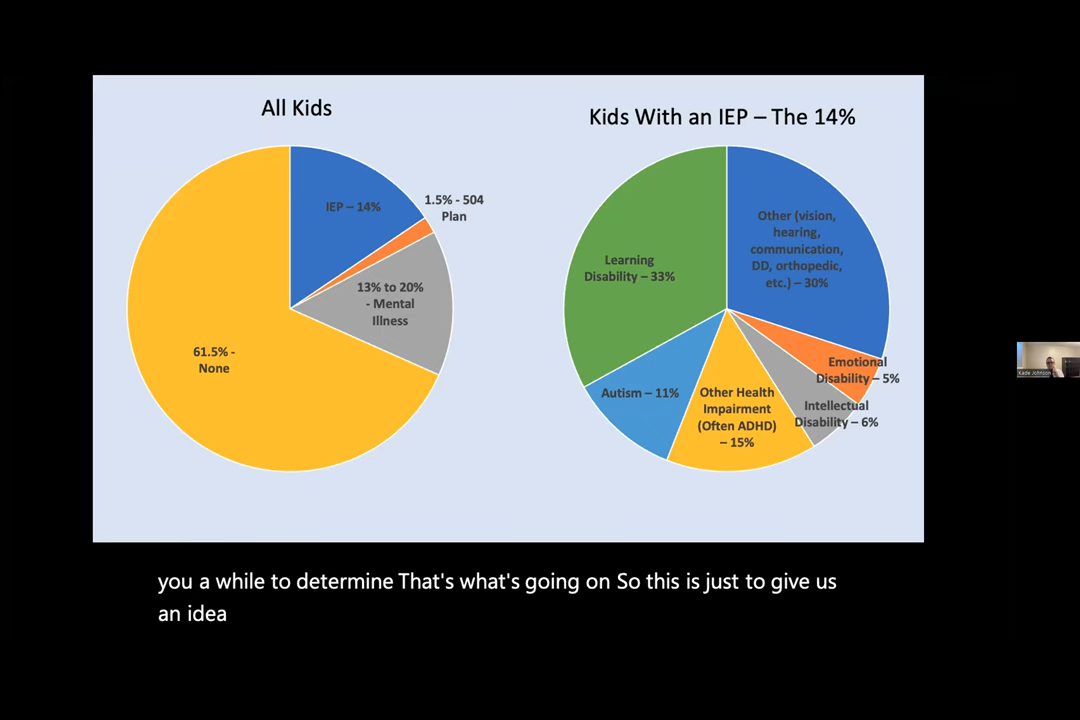 All Kids
IEP – 14%
1.5% - 504
Plan
13% to 20%
- Mental
Illness
61.5% -
None
Kids With an IEP – The 14%
Other (vision,
hearing,
communication,
DD, orthopedic,
etc.) – 30%
Emotional
Disability – 5%
Intellectual
Disability – 6%
Other Health
Impairment
(Often ADHD)
– 15%
Autism – 11%
Learning
Disability – 33%
Kade Johnson
you a while to determine That's what's going on So this is just to give us
an idea